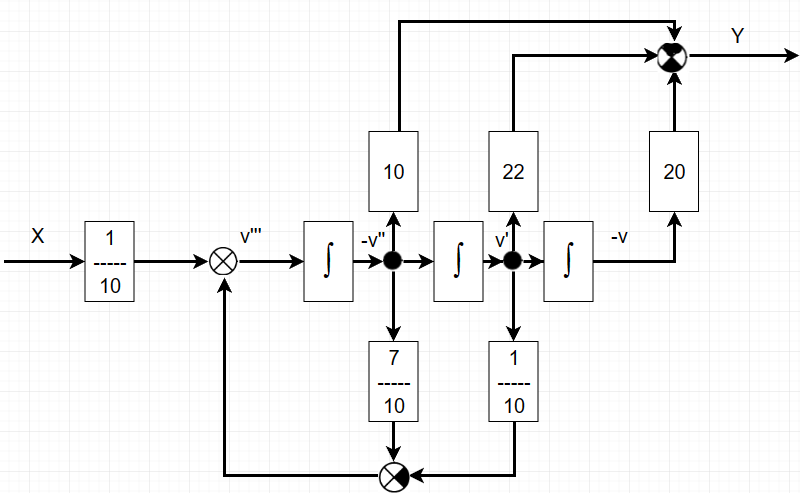 Y
10
22
20
X
1
-----
10
v'''
∫
-v''
∫
v'
∫
-v
7
-----
10
1
-----
10